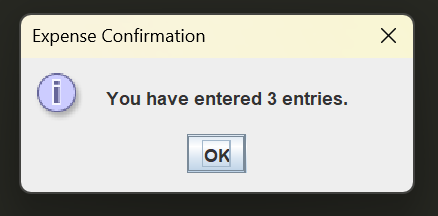 Expense Confirmation
You have entered 3 entries.
OK